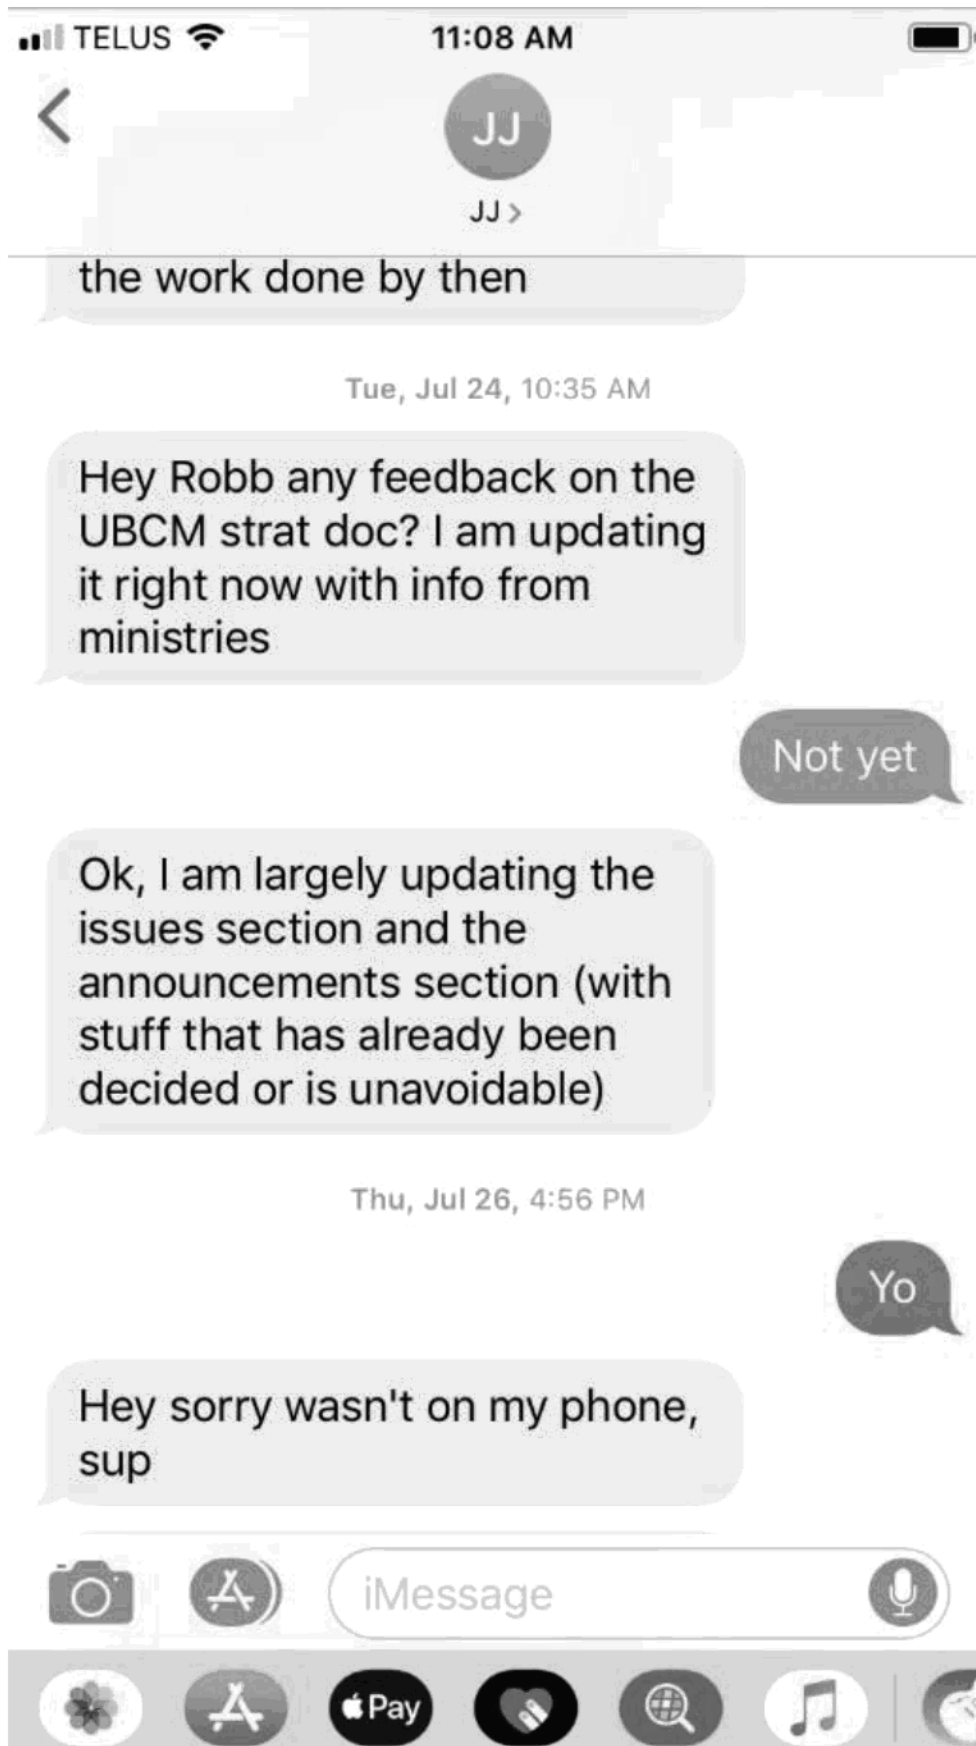 TELUS 11:08 AM
JJ
JJ >
the work done by then
Tue, Jul 24, 10:35 AM
Hey Robb any feedback on the
UBCM strat doc? I am updating
it right now with info from
ministries
Not yet
Ok, I am largely updating the
issues section and the
announcements section (with
stuff that has already been
decided or is unavoidable)
Thu, Jul 26, 4:56 PM
Yo
Hey sorry wasn't on my phone,
sup
iMessage
Pay